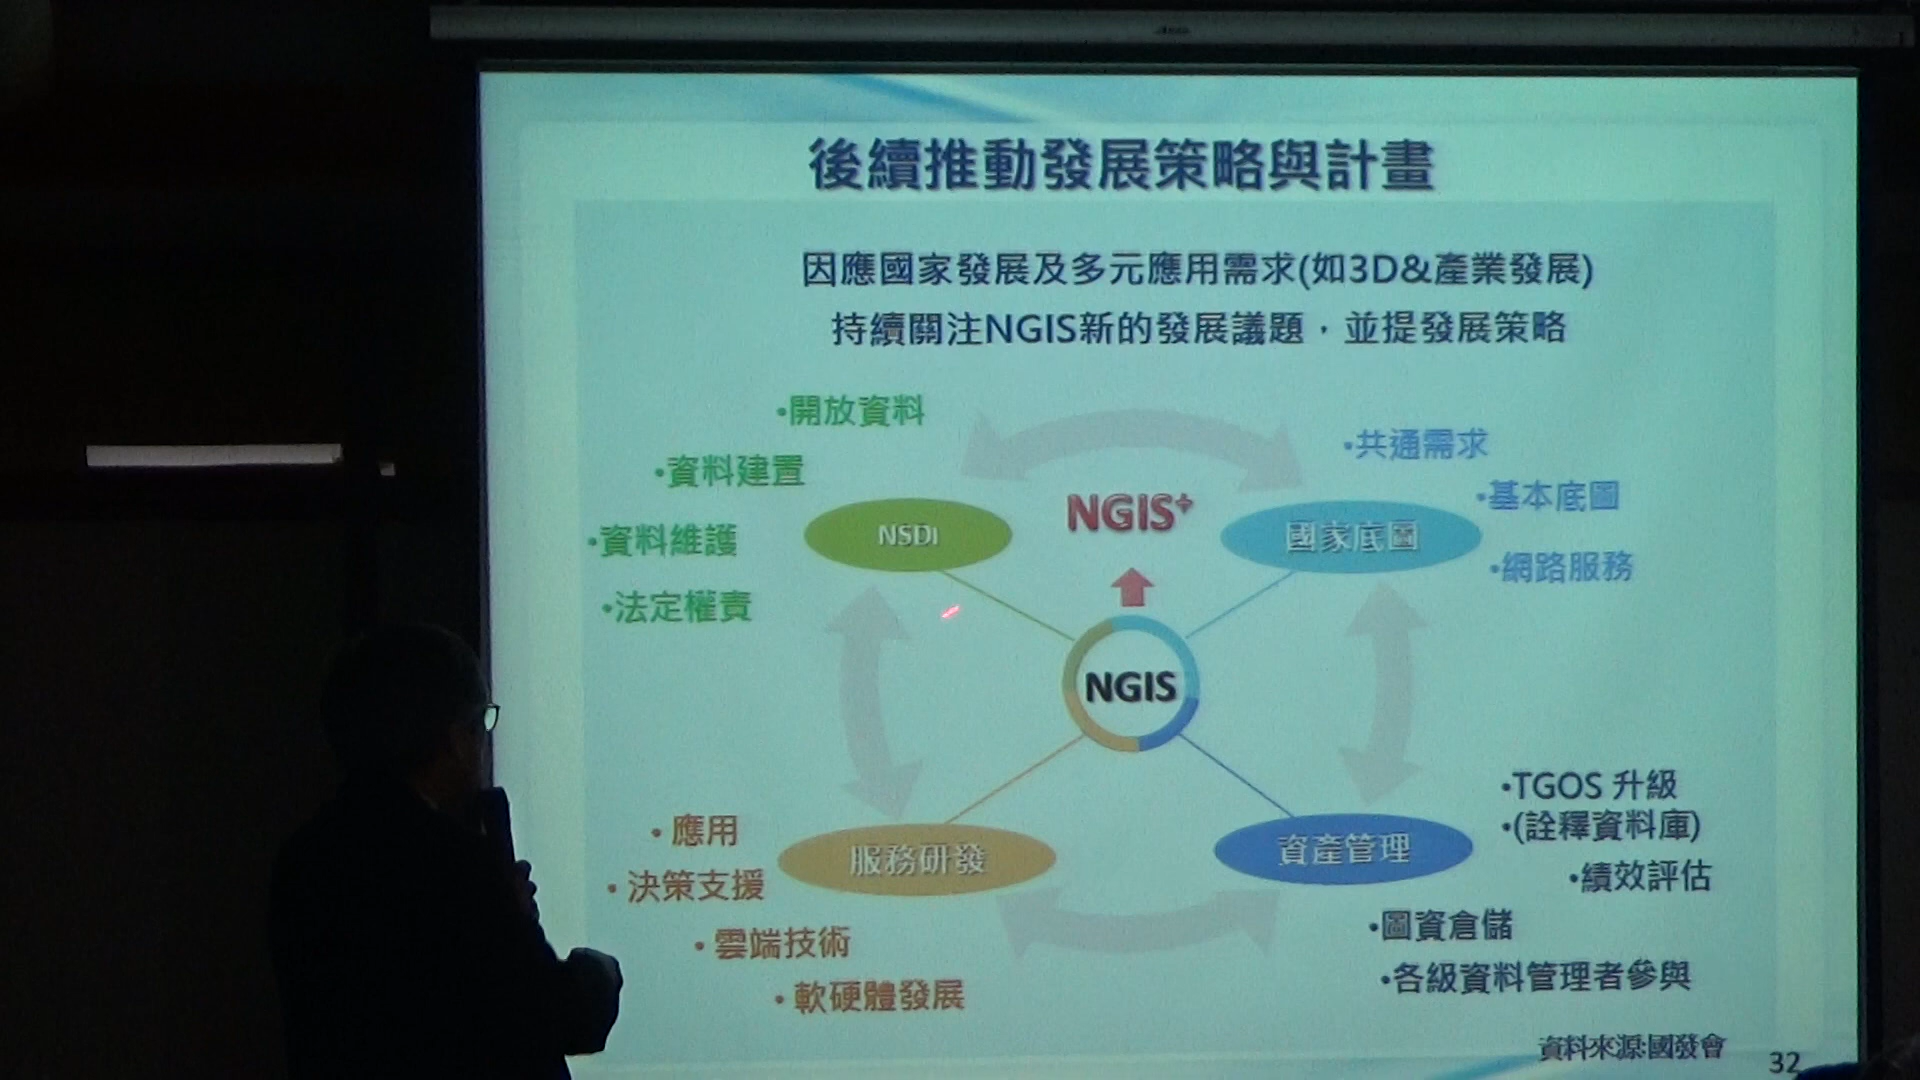 後續推動發展策略與計畫
因應國家發展及多元應用需求(如3D&產業發展)
持續關注NGIS新的發展議題，並提發展策略
•開放資料
•資料建置
•資料維護
•法定權責
NSDI
NGIS+
國家底圖
•共通需求
•基本底圖
•網路服務
NGIS
服務研發
• 應用
• 決策支援
• 雲端技術
• 軟硬體發展
資產管理
•TGOS 升級
•(詮釋資料庫)
•績效評估
•圖資倉儲
•各級資料管理者參與
資料來源:國發會
32